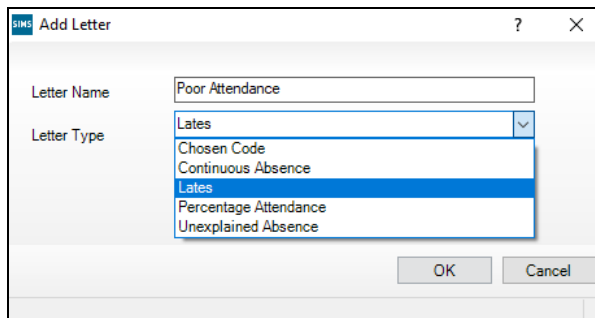 SIMS Add Letter ?
Letter Name Poor Attendance
Letter Type Lates
Chosen Code
Continuous Absence
Lates
Percentage Attendance
Unexplained Absence
OK Cancel